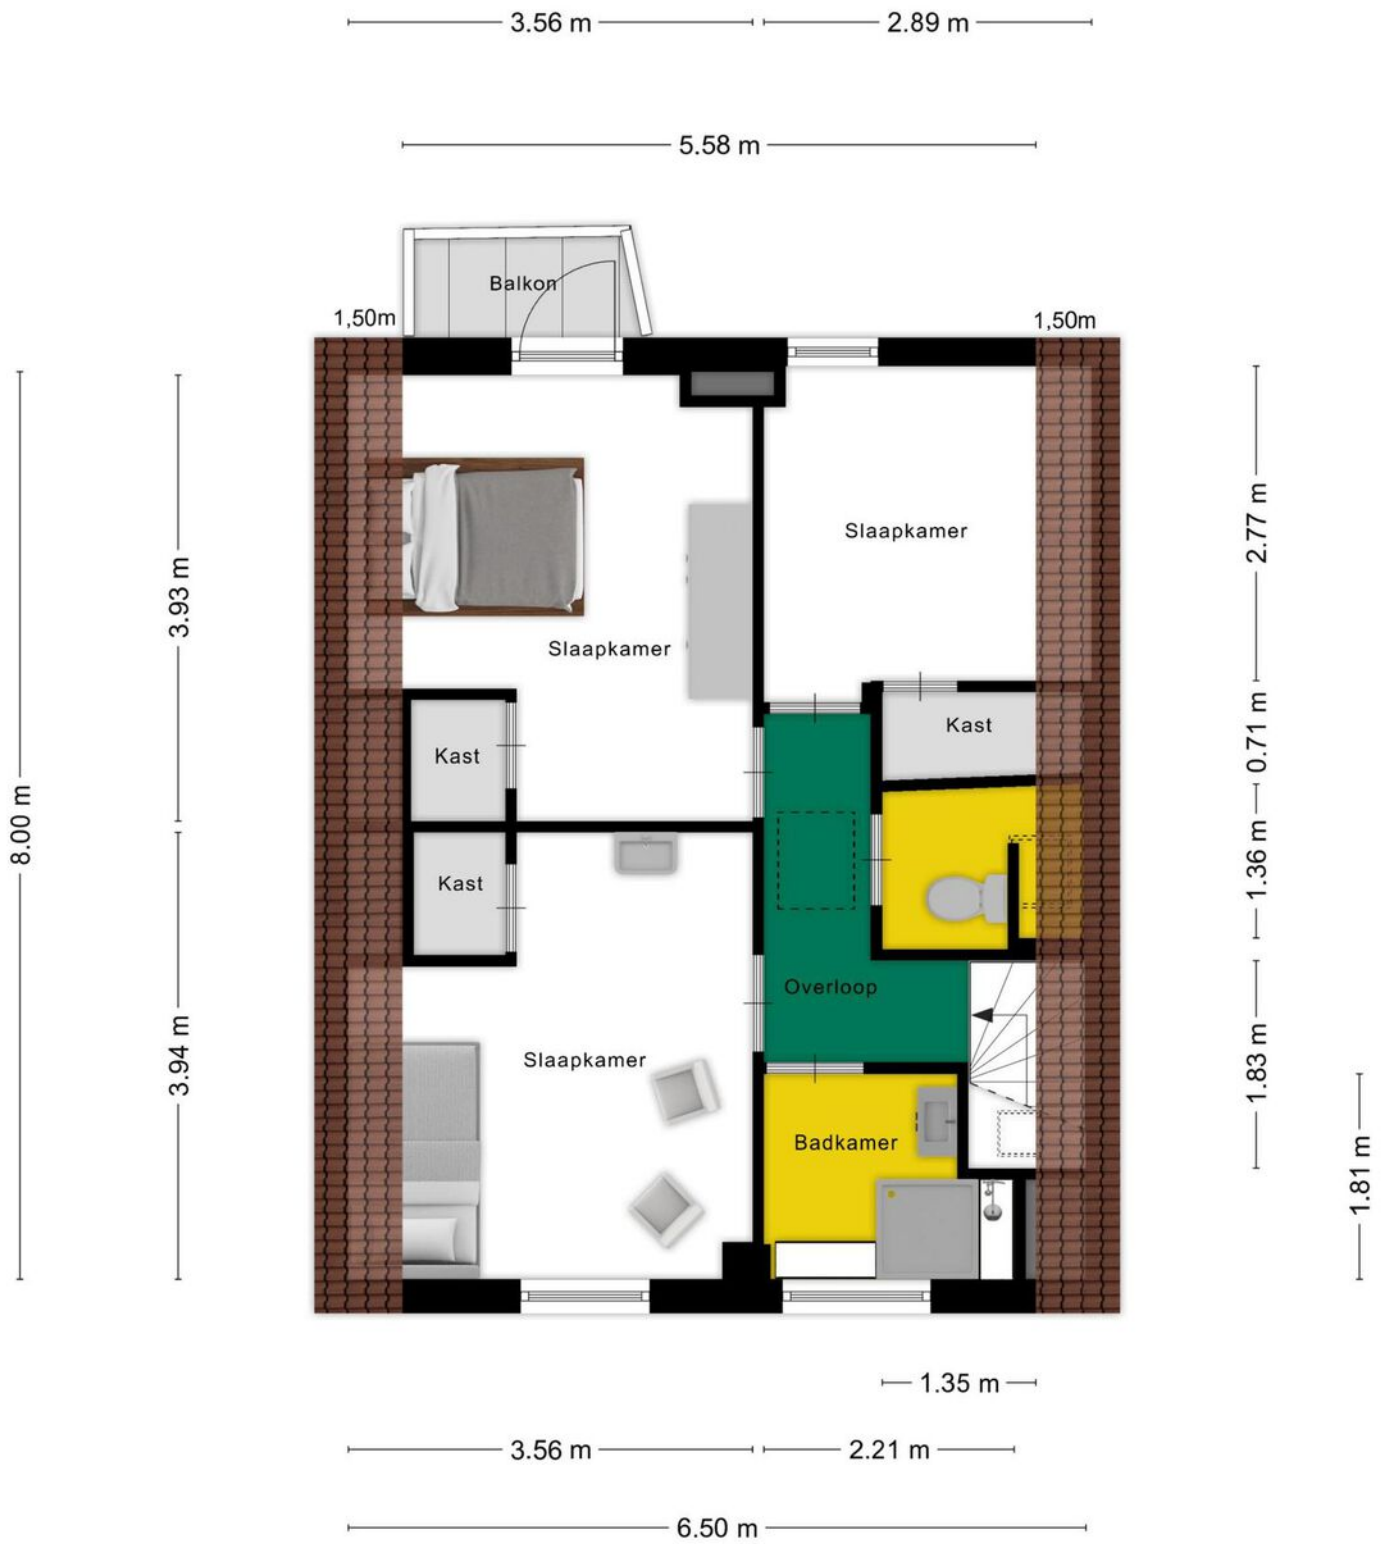 3.56 m
2.89 m
5.58 m
Balkon
1,50m
1,50m
Slaapkamer
2.77 m
3.93 m
Slaapkamer
Kast
0.71 m
Kast
8.00 m
Kast
1.36 m
Overloop
Slaapkamer
3.94 m
1.83 m
Badkamer
1.81 m
1.35 m
3.56 m
2.21 m
6.50 m